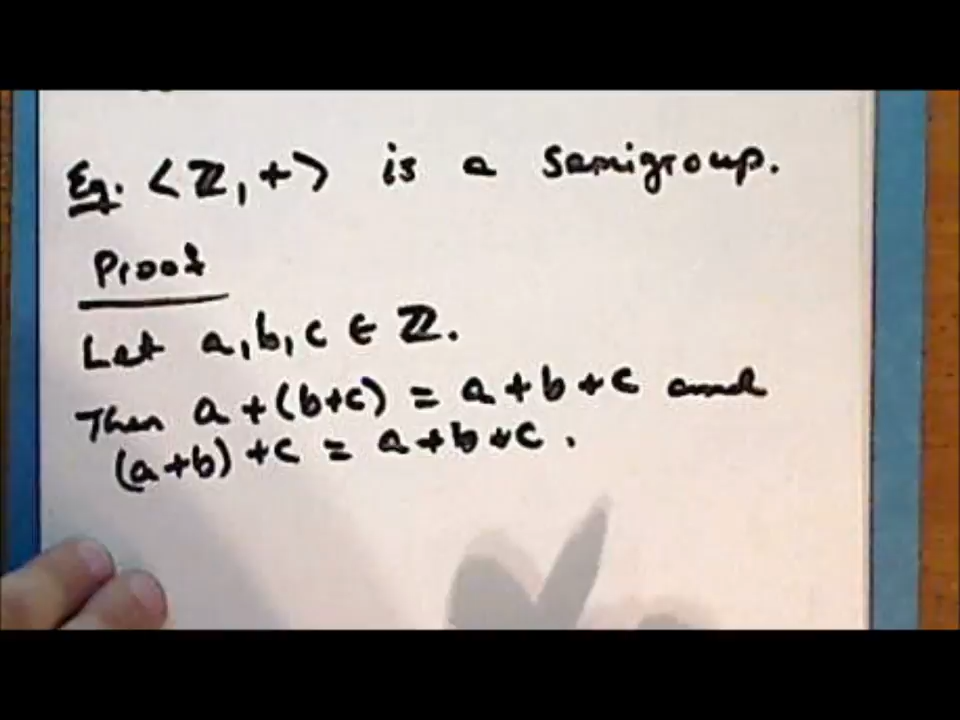 Eg. <ℤ, +> is a semigroup.
Proof
Let a, b, c ∈ ℤ.
Then a + (b+c) = a + b + c and
(a+b) + c = a + b + c .